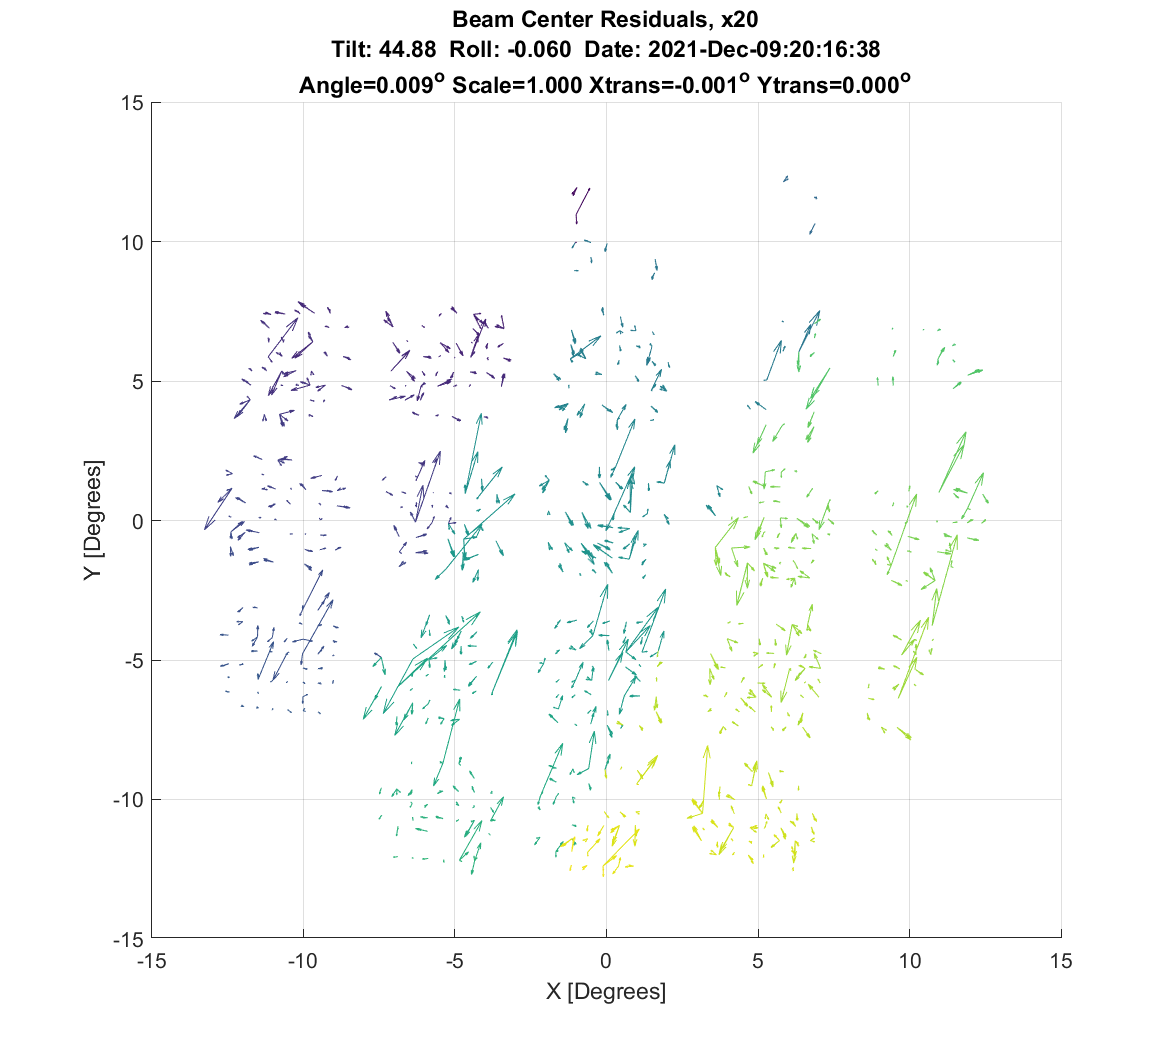 Beam Center Residuals, x20
Tilt: 44.88 Roll: -0.060 Date: 2021-Dec-09:20:16:38
Angle=0.009° Scale=1.000 Xtrans=-0.001° Ytrans=0.000°
15
10
5
0
-5
-10
-15
Y [Degrees]
-15 -10 -5 0 5 10 15
X [Degrees]